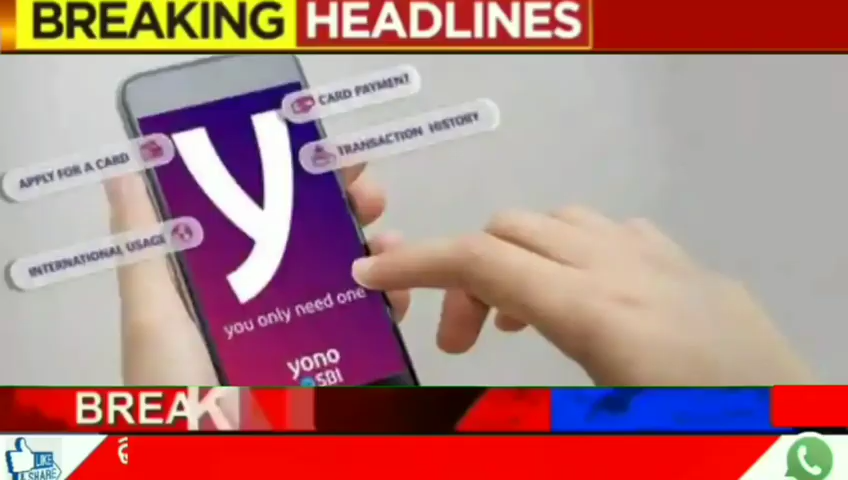 BREAKING HEADLINES
CARD PAYMENT
TRANSACTION HISTORY
APPLY FOR A CARD
INTERNATIONAL USAGE
y
you only need one
yono
SBI
BREAK
LIKE
& SHARE